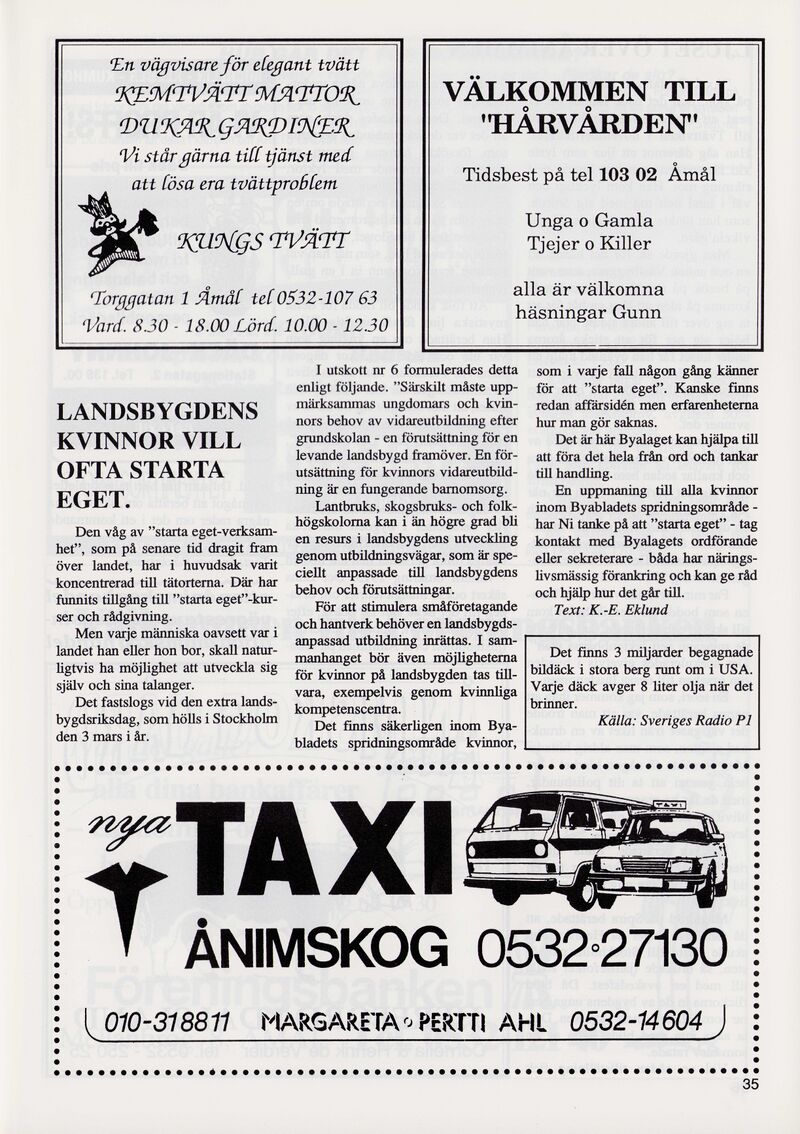 En vägvisare för elegant tvätt
KEMTVÄTT MATTOR
DUKAR GARDINER
Vi står gärna till tjänst med
att lösa era tvättproblem
KUNGS TVÄTT
Torggatan 1 Åmål tel 0532-107 63
Vard. 8.30 - 18.00 Lörd. 10.00 - 12.30
VÄLKOMMEN TILL
"HÅRVÅRDEN"
Tidsbest på tel 103 02 Åmål
Unga o Gamla
Tjejer o Killer
alla är välkomna
häsningar Gunn
LANDSBYGDENS
KVINNOR VILL
OFTA STARTA
EGET.
Den våg av ”starta eget-verksam-
het”, som på senare tid dragit fram
över landet, har i huvudsak varit
koncentrerad till tätorterna. Där har
funnits tillgång till ”starta eget”-kur-
ser och rådgivning.
Men varje människa oavsett var i
landet han eller hon bor, skall natur-
ligtvis ha möjlighet att utveckla sig
själv och sina talanger.
Det fastslogs vid den extra lands-
bygdsriksdag, som hölls i Stockholm
den 3 mars i år.
I utskott nr 6 formulerades detta
enligt följande. ”Särskilt måste upp-
märksammas ungdomars och kvin-
nors behov av vidareutbildning efter
grundskolan - en förutsättning för en
levande landsbygd framöver. En för-
utsättning för kvinnors vidareutbild-
ning är en fungerande barnomsorg.
Lantbruks, skogsbruks- och folk-
högskolorna kan i än högre grad bli
en resurs i landsbygdens utveckling
genom utbildningsvägar, som är spe-
ciellt anpassade till landsbygdens
behov och förutsättningar.
För att stimulera småföretagande
och hantverk behöver en landsbygds-
anpassad utbildning inrättas. I sam-
manhanget bör även möjligheterna
för kvinnor på landsbygden tas till-
vara, exempelvis genom kvinnliga
kompetenscentra.
Det finns säkerligen inom Bya-
bladets spridningsområde kvinnor,
som i varje fall någon gång känner
för att ”starta eget”. Kanske finns
redan affärsidén men erfarenheterna
hur man gör saknas.
Det är här Byalaget kan hjälpa till
att föra det hela från ord och tankar
till handling.
En uppmaning till alla kvinnor
inom Byabladets spridningsområde -
har Ni tanke på att ”starta eget” - tag
kontakt med Byalagets ordförande
eller sekreterare - båda har närings-
livsmässig förankring och kan ge råd
och hjälp hur det går till.
Text: K.-E. Eklund
Det finns 3 miljarder begagnade
bildäck i stora berg runt om i USA.
Varje däck avger 8 liter olja när det
brinner.
Källa: Sveriges Radio P1
nya TAXI
TAXI
ÅNIMSKOG 0532-27130
010-318811 MARGARETA o PERTTI AHL 0532-14604
35